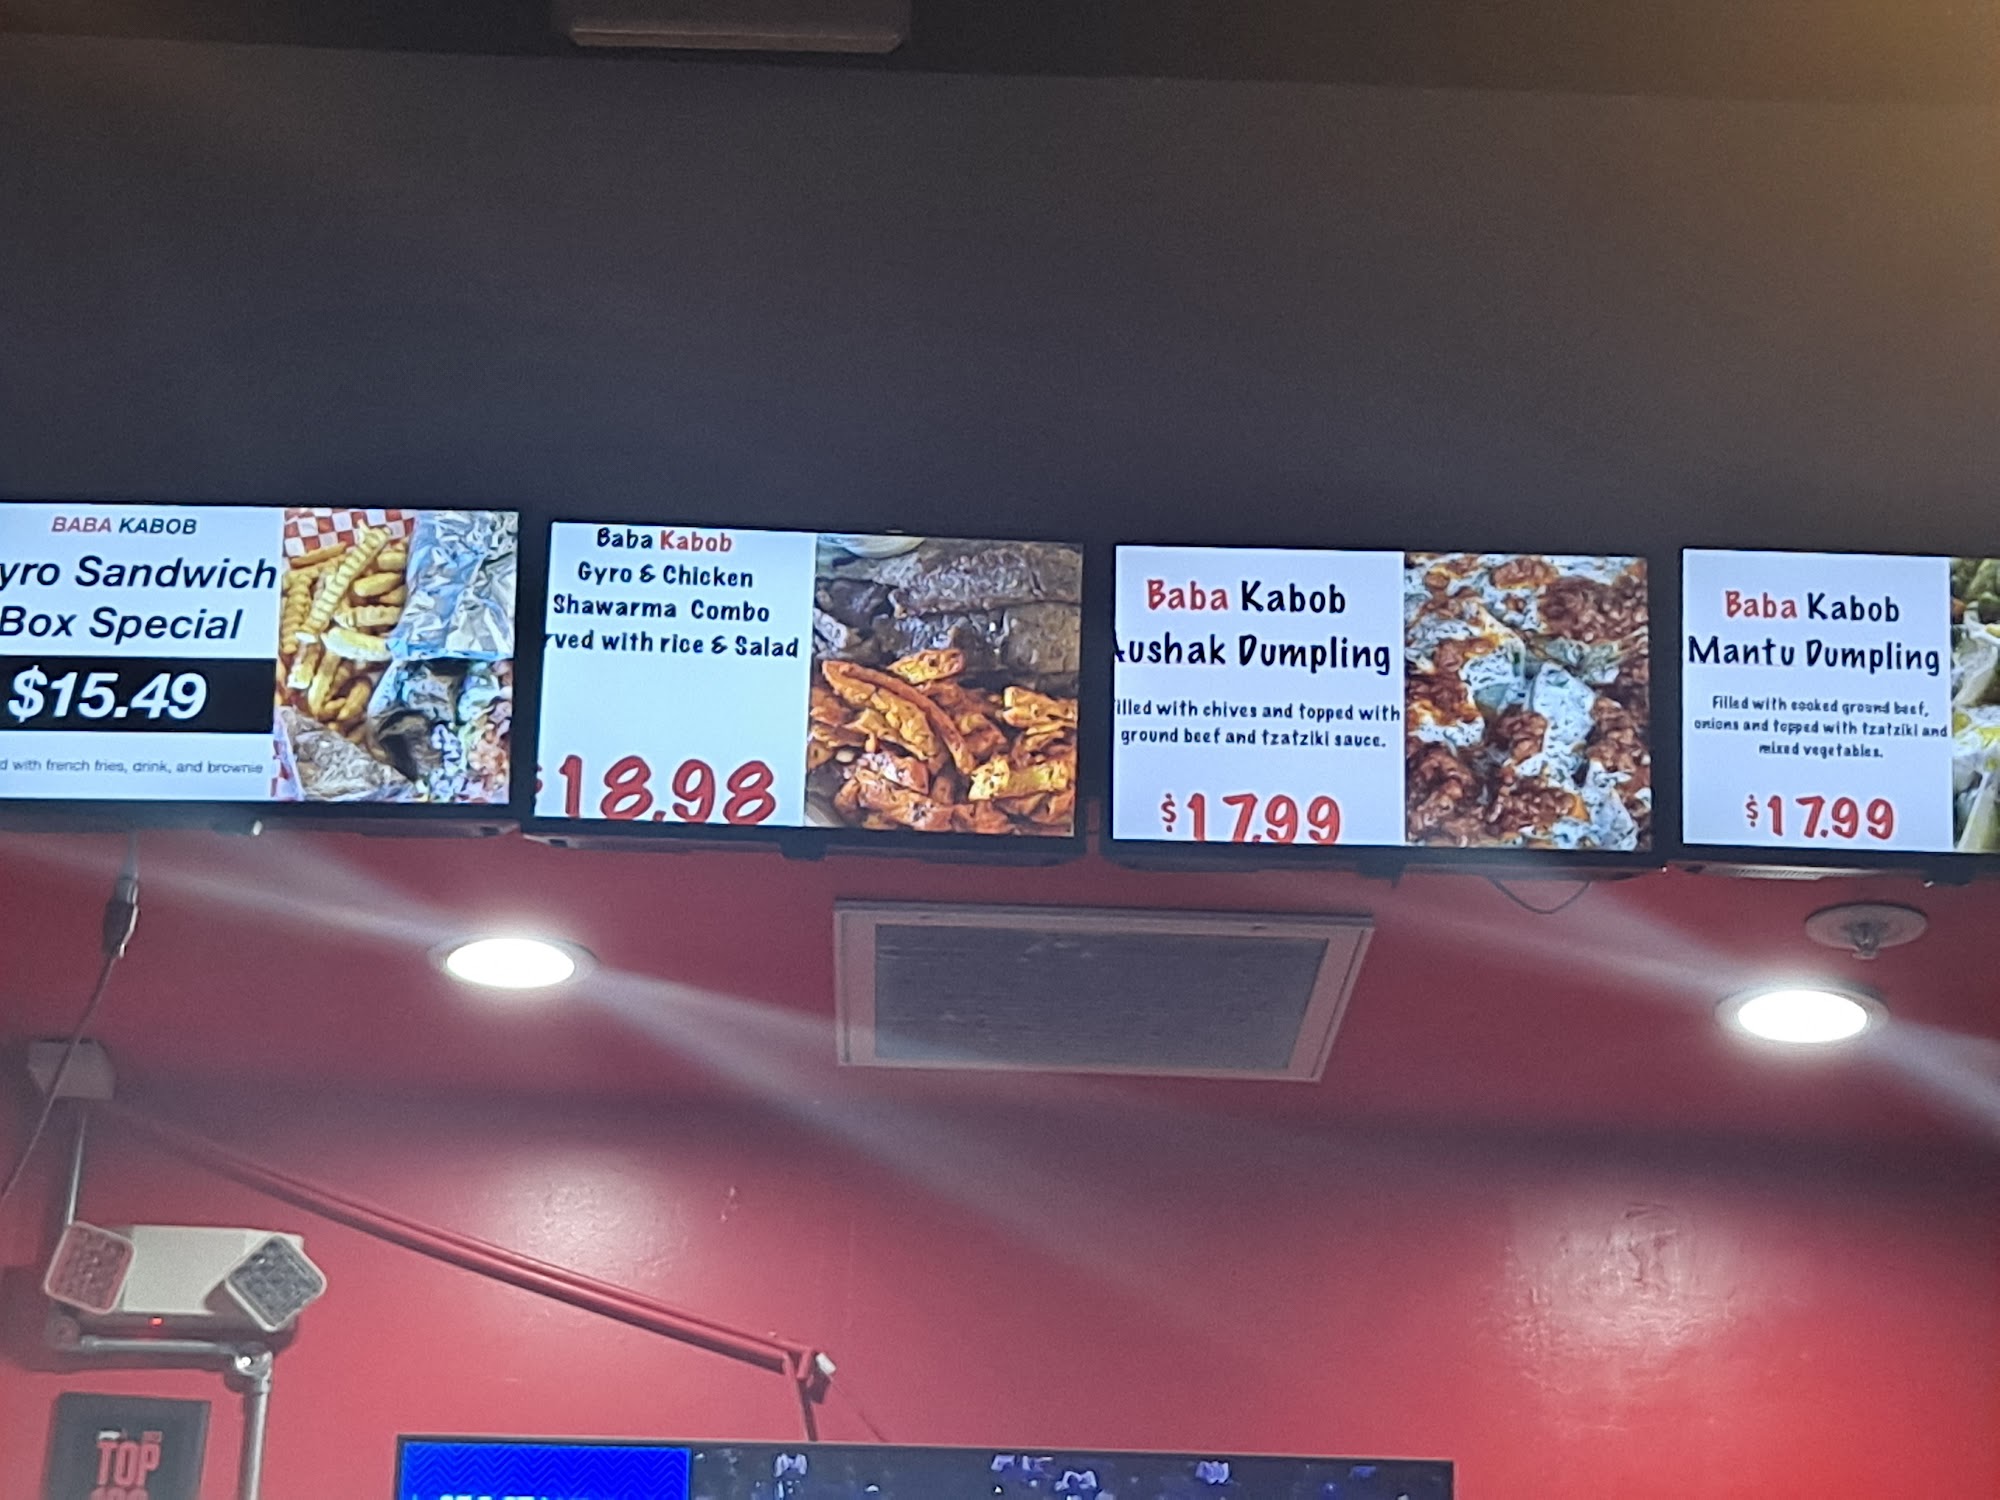 BABA KABOB
yro Sandwich
Box Special
$15.49
d with french fries, drink, and brownie
Baba Kabob
Gyro & Chicken
Shawarma Combo
rved with rice & Salad
$18.98
Baba Kabob
Aushak Dumpling
illed with chives and topped with
ground beef and tzatziki sauce.
$17.99
Baba Kabob
Mantu Dumpling
Filled with cooked ground beef,
onions and topped with tzatziki and
mixed vegetables.
$17.99
TOP